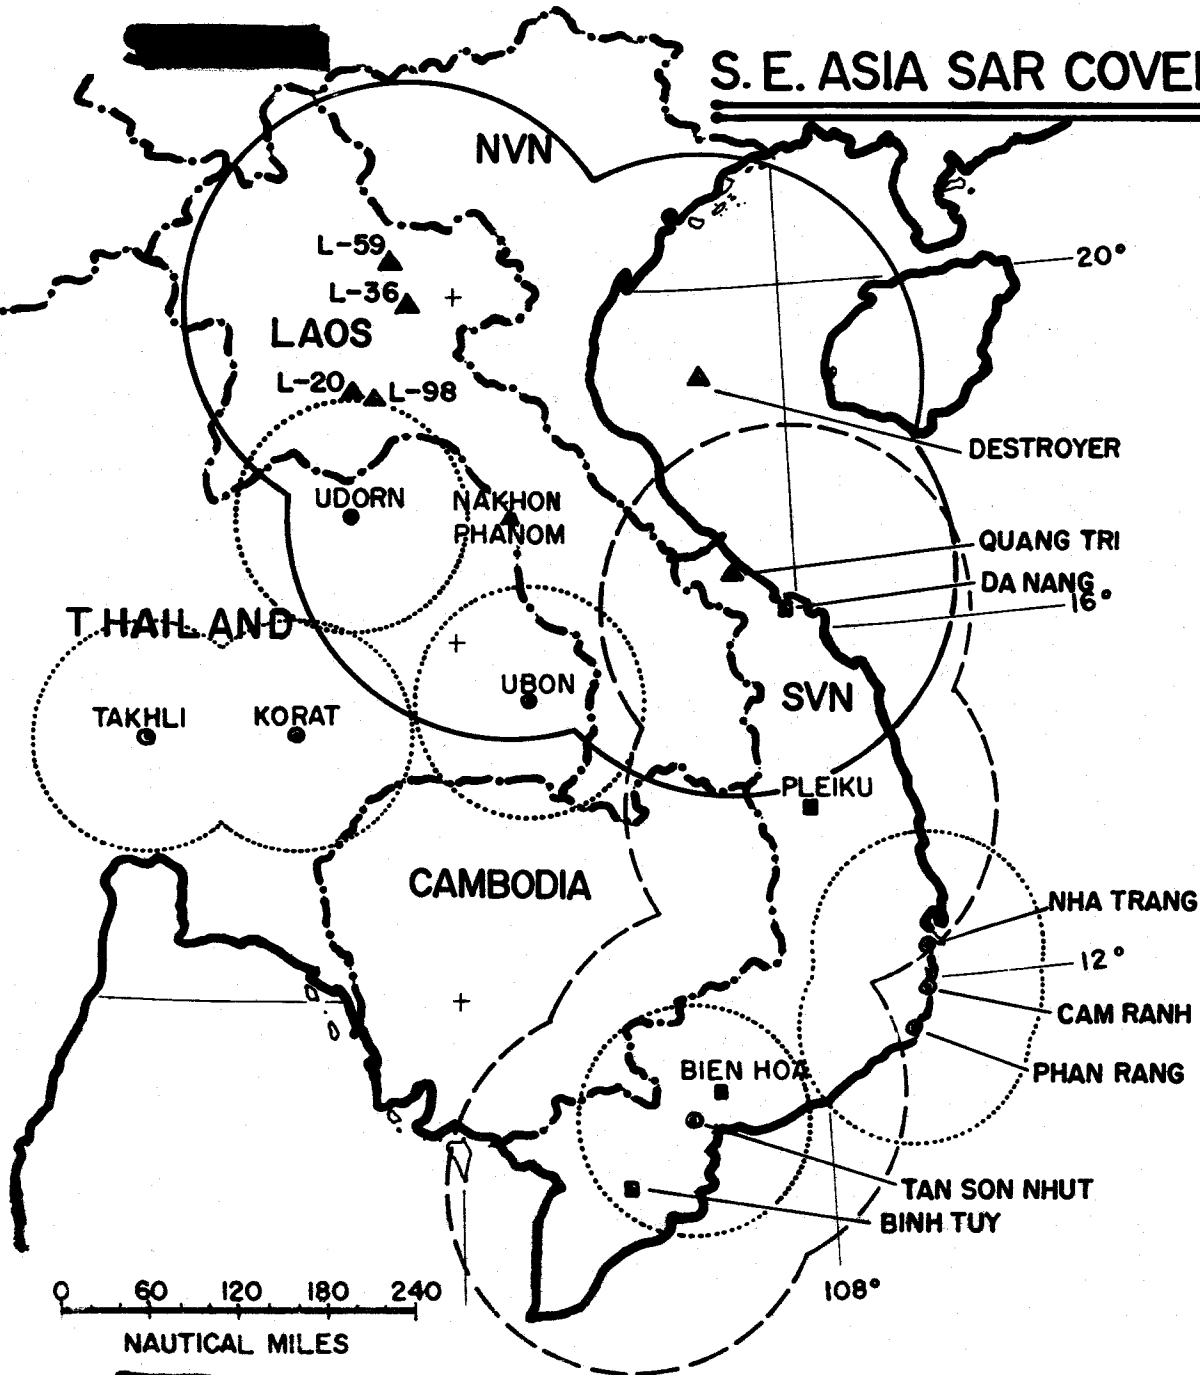 S. E. ASIA SAR COVE
NVN
L-59
20°
L-36
LAOS
L-20
L-98
DESTROYER
UDORN
NAKHON
PHANOM
QUANG TRI
DA NANG
16°
THAILAND
UBON
SVN
TAKHLI
KORAT
PLEIKU
CAMBODIA
NHA TRANG
12°
CAM RANH
BIEN HOA
PHAN RANG
TAN SON NHUT
BINH TUY
108°
0 60 120 180 240
NAUTICAL MILES